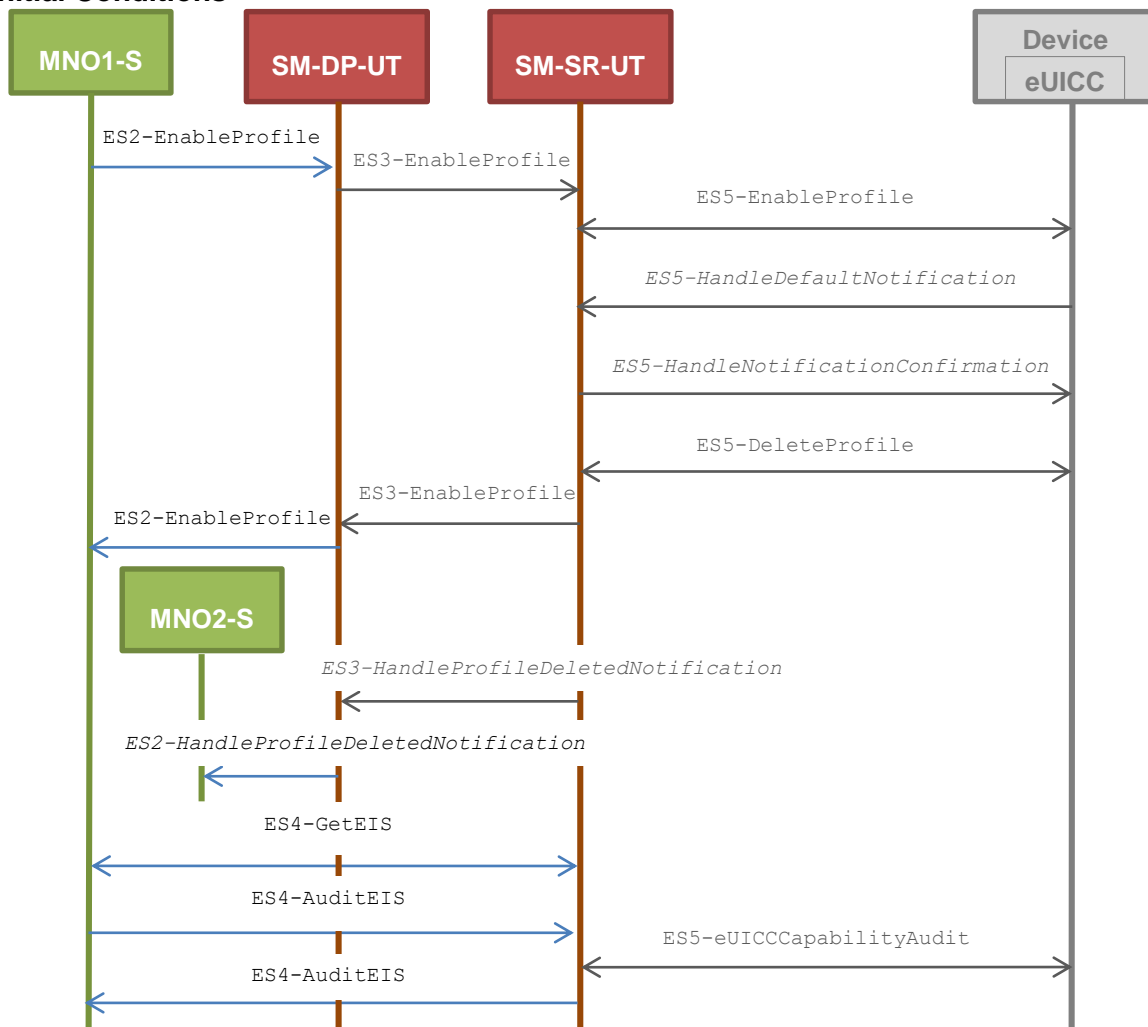 MNO1-S
SM-DP-UT
SM-SR-UT
Device
eUICC
ES2-EnableProfile
ES3-EnableProfile
ES5-EnableProfile
ES5-HandleDefaultNotification
ES5-HandleNotificationConfirmation
ES5-DeleteProfile
ES3-EnableProfile
ES2-EnableProfile
MNO2-S
ES3-HandleProfileDeletedNotification
ES2-HandleProfileDeletedNotification
ES4-GetEIS
ES4-AuditEIS
ES5-eUICCCapabilityAudit
ES4-AuditEIS